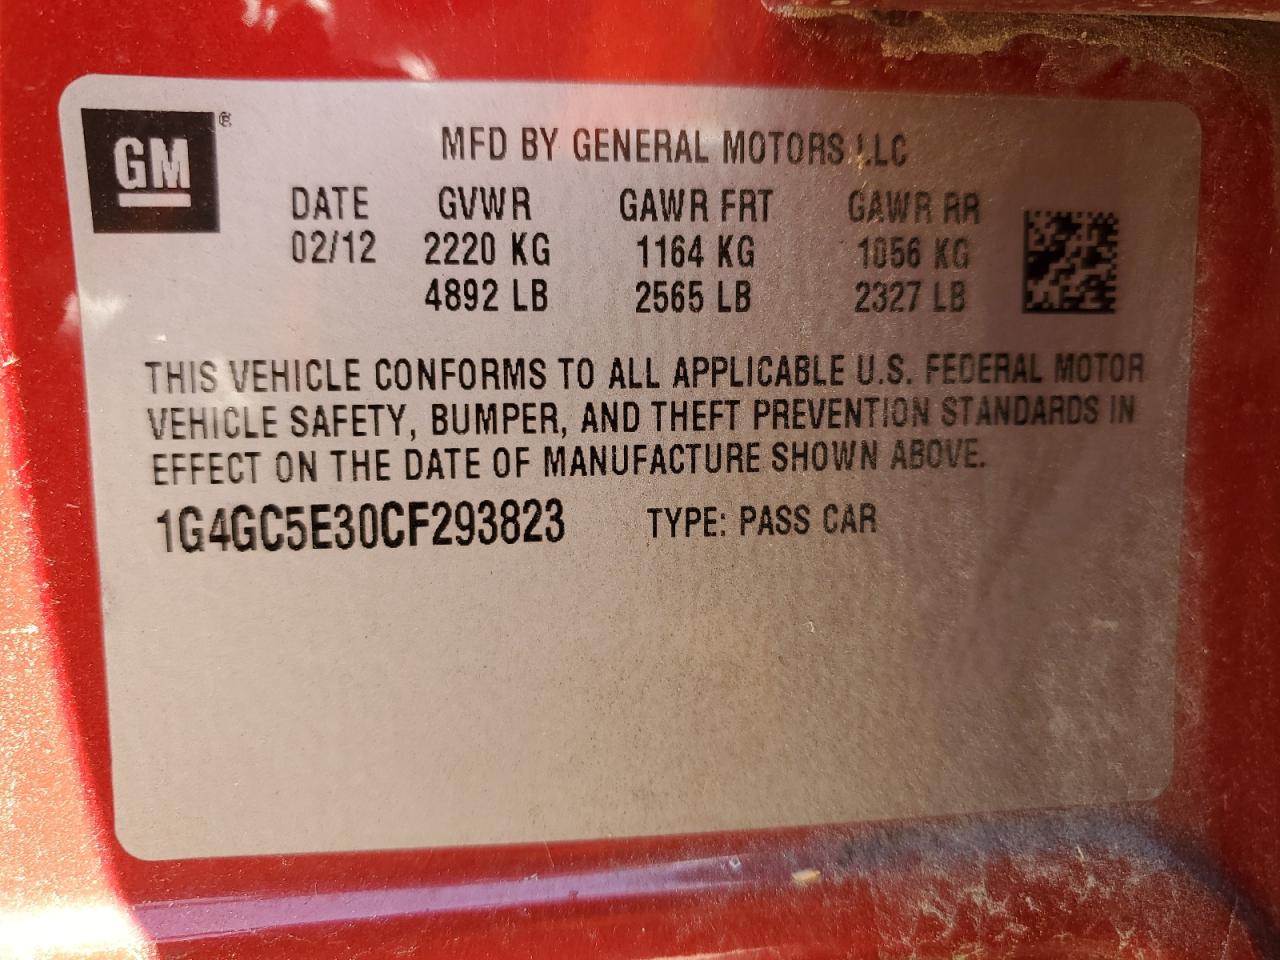 GM ®
MFD BY GENERAL MOTORS LLC
DATE GVWR GAWR FRT GAWR RR
02/12 2220 KG 1164 KG 1056 KG
4892 LB 2565 LB 2327 LB
THIS VEHICLE CONFORMS TO ALL APPLICABLE U.S. FEDERAL MOTOR
VEHICLE SAFETY, BUMPER, AND THEFT PREVENTION STANDARDS IN
EFFECT ON THE DATE OF MANUFACTURE SHOWN ABOVE.
1G4GC5E30CF293823 TYPE: PASS CAR